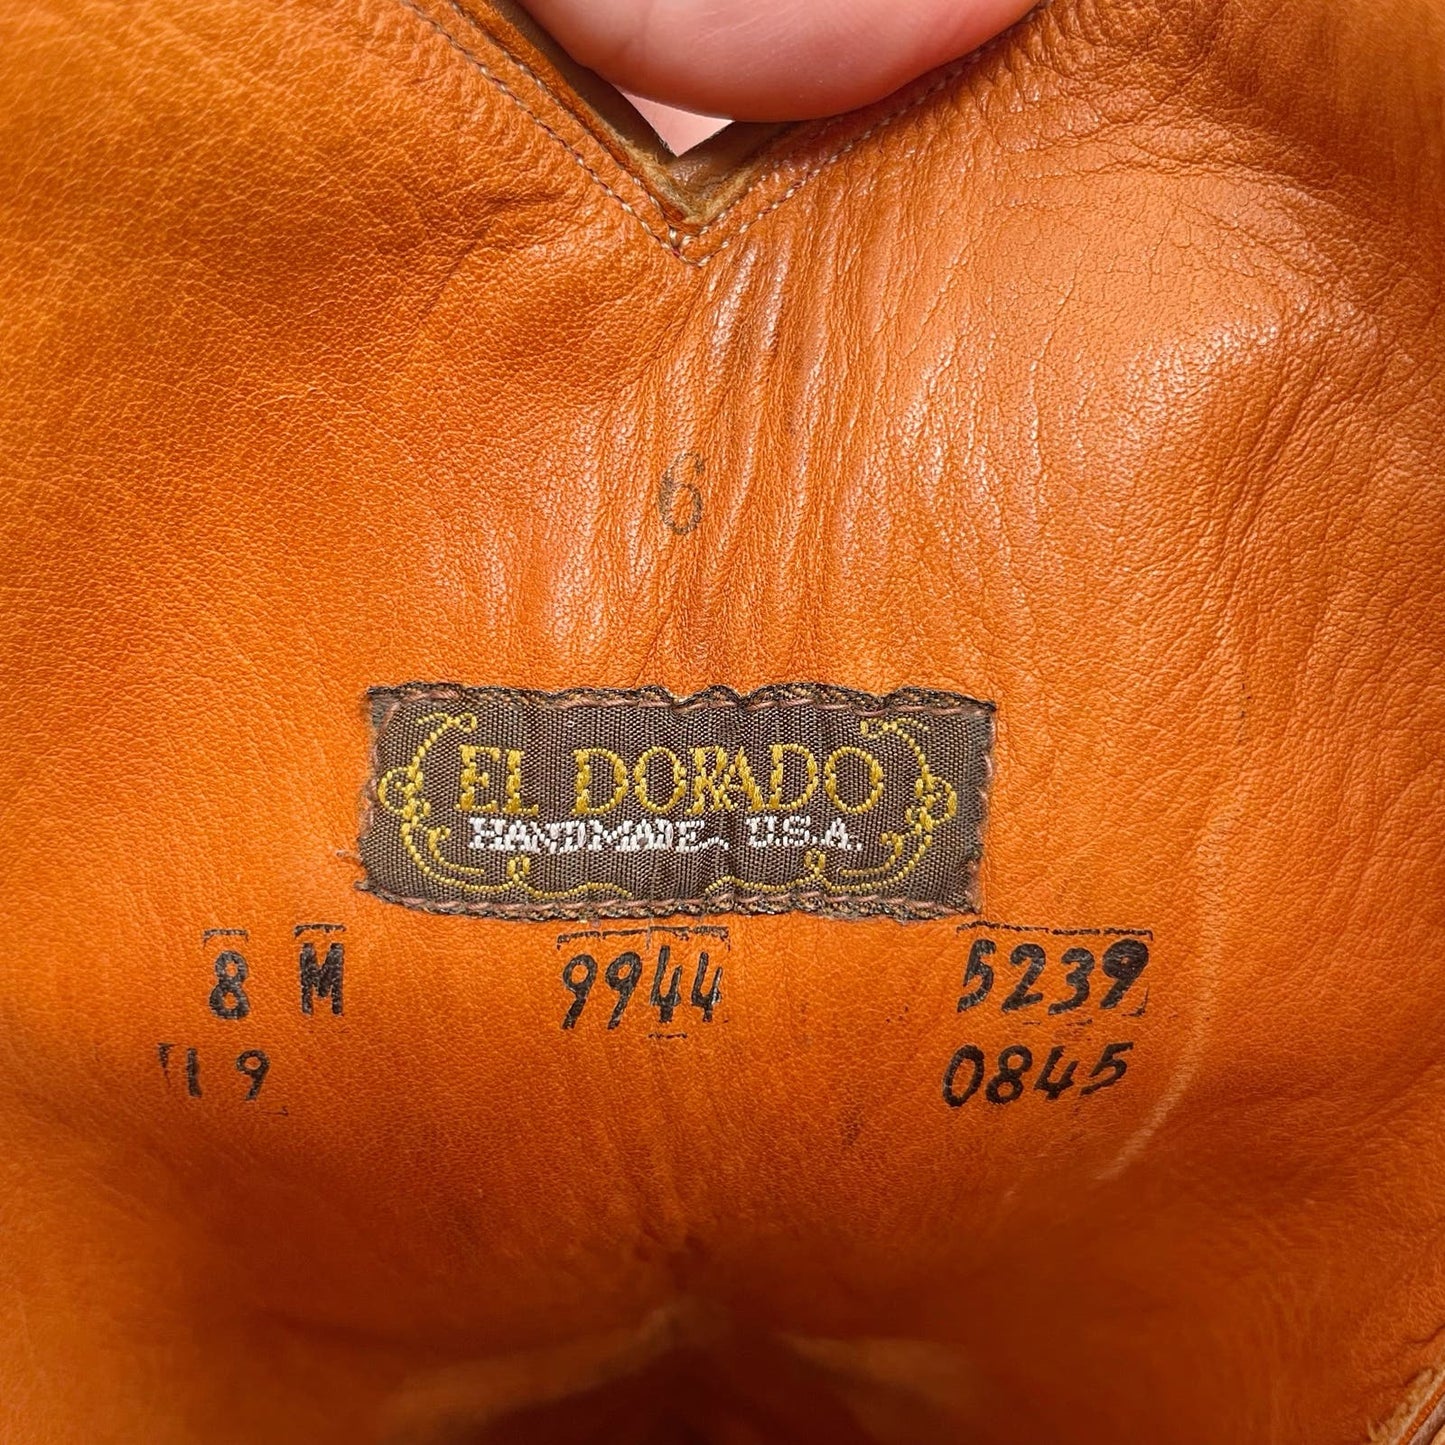 6
EL DORADO
HANDMADE, U.S.A.
8 M 9944 5239
19 0845